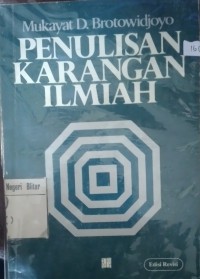 Mukayat D. Brotowidjoyo
PENULISAN
KARANGAN
ILMIAH
Negeri Blitar
Edisi Revisi